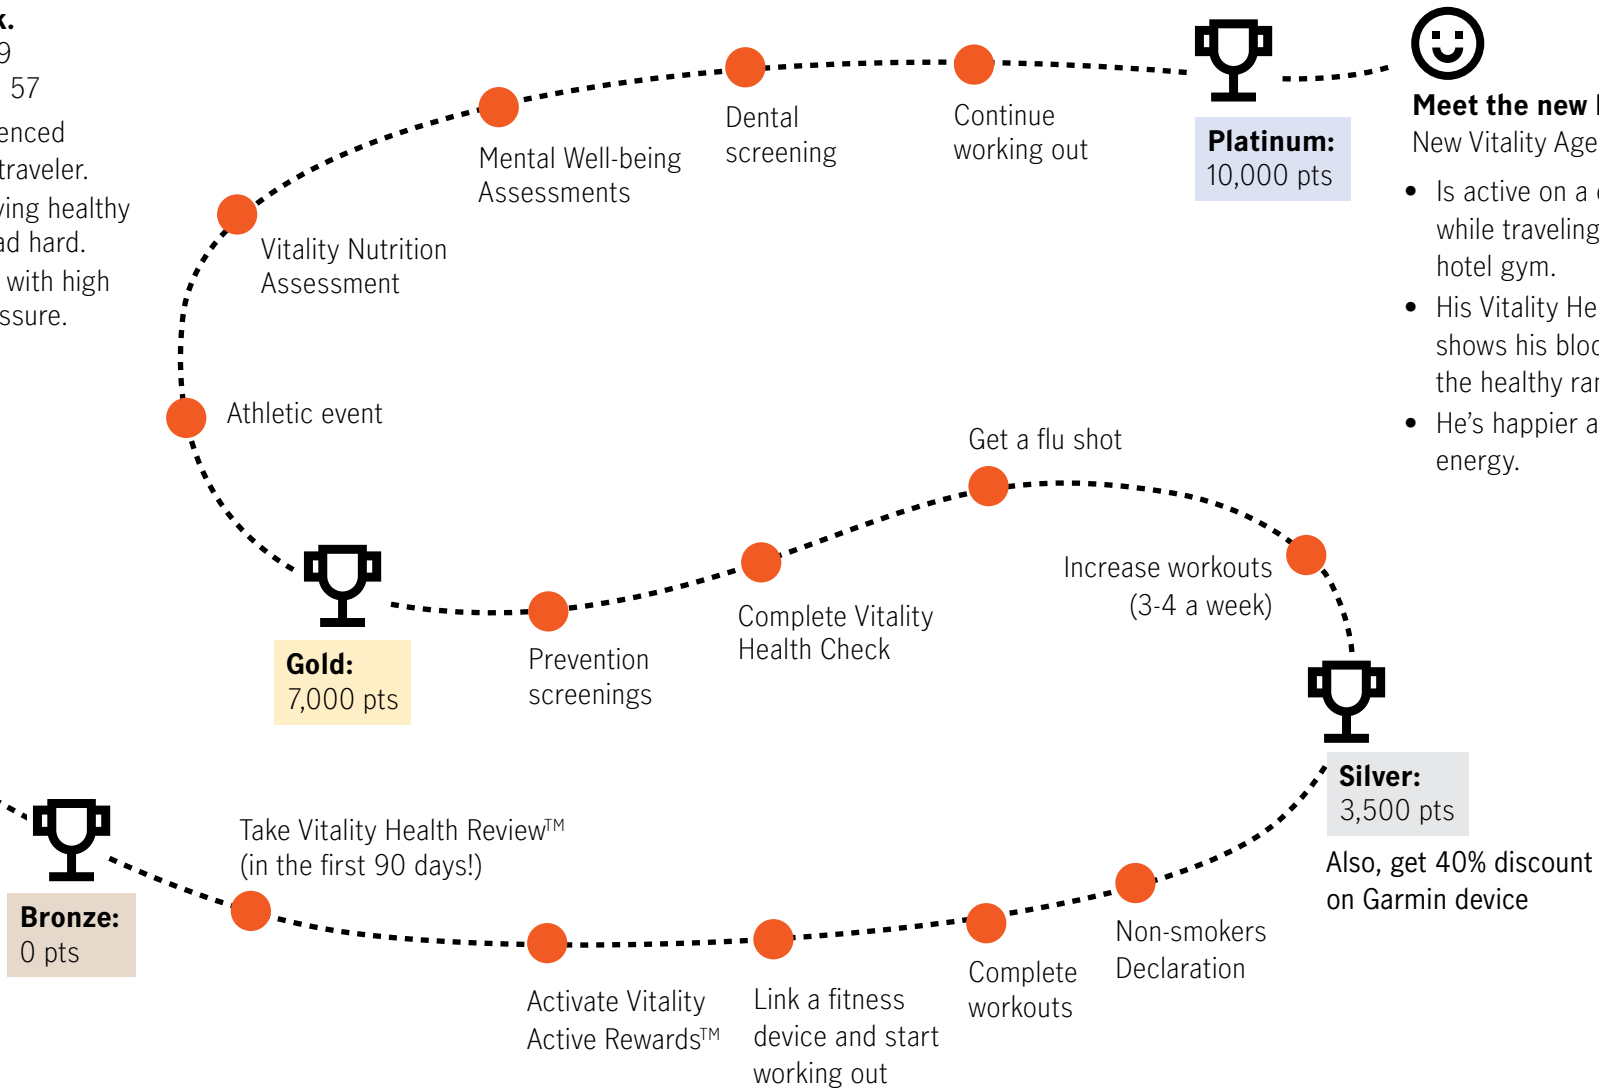 k.
9
57
enced
traveler.
ving healthy
ad hard.
with high
ssure.
Mental Well-being
Assessments
Dental
screening
Continue
working out
Platinum:
10,000 pts
Meet the new
New Vitality Age
• Is active on a
while traveling
hotel gym.
• His Vitality He
shows his bloo
the healthy ran
• He's happier a
energy.
Vitality Nutrition
Assessment
Athletic event
Get a flu shot
Increase workouts
(3-4 a week)
Complete Vitality
Health Check
Prevention
screenings
Gold:
7,000 pts
Silver:
3,500 pts
Also, get 40% discount
on Garmin device
Bronze:
0 pts
Take Vitality Health Review™
(in the first 90 days!)
Activate Vitality
Active Rewards™
Link a fitness
device and start
working out
Complete
workouts
Non-smokers
Declaration